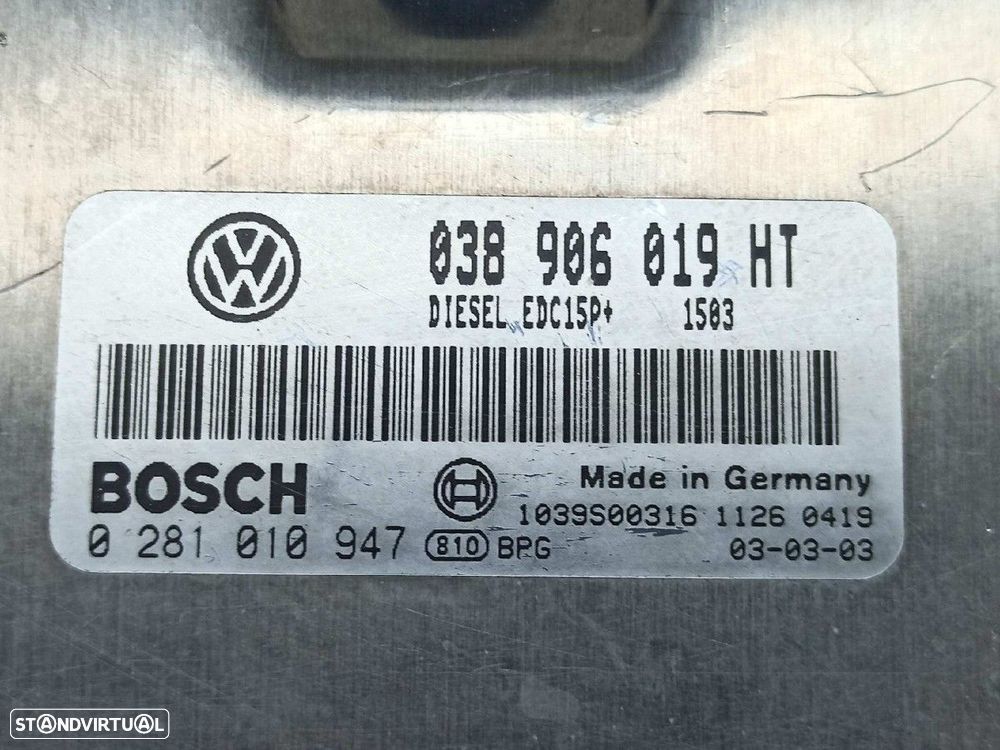 038 906 019 HT
DIESEL EDC15P+ 1503
BOSCH
Made in Germany
1039S00316 1126 0419
0 281 010 947 810 BPG 03-03-03
STANDVIRTUAL